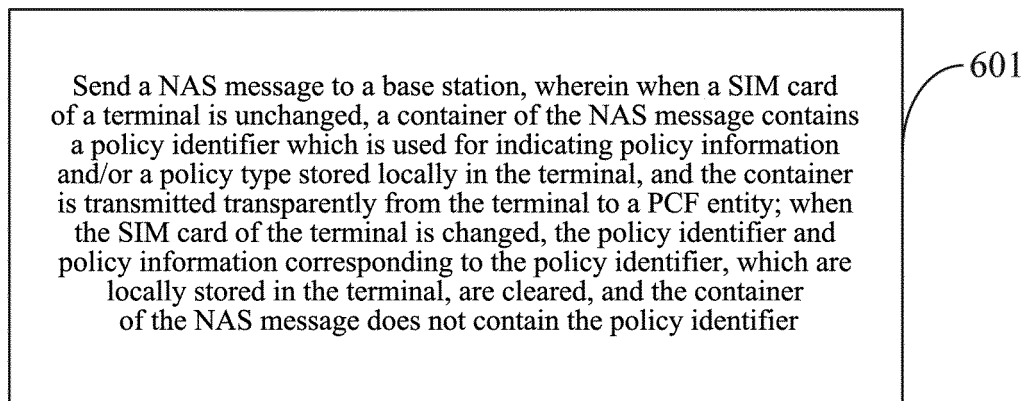 Send a NAS message to a base station, wherein when a SIM card
of a terminal is unchanged, a container of the NAS message contains
a policy identifier which is used for indicating policy information
and/or a policy type stored locally in the terminal, and the container
is transmitted transparently from the terminal to a PCF entity; when
the SIM card of the terminal is changed, the policy identifier and
policy information corresponding to the policy identifier, which are
locally stored in the terminal, are cleared, and the container
of the NAS message does not contain the policy identifier
601